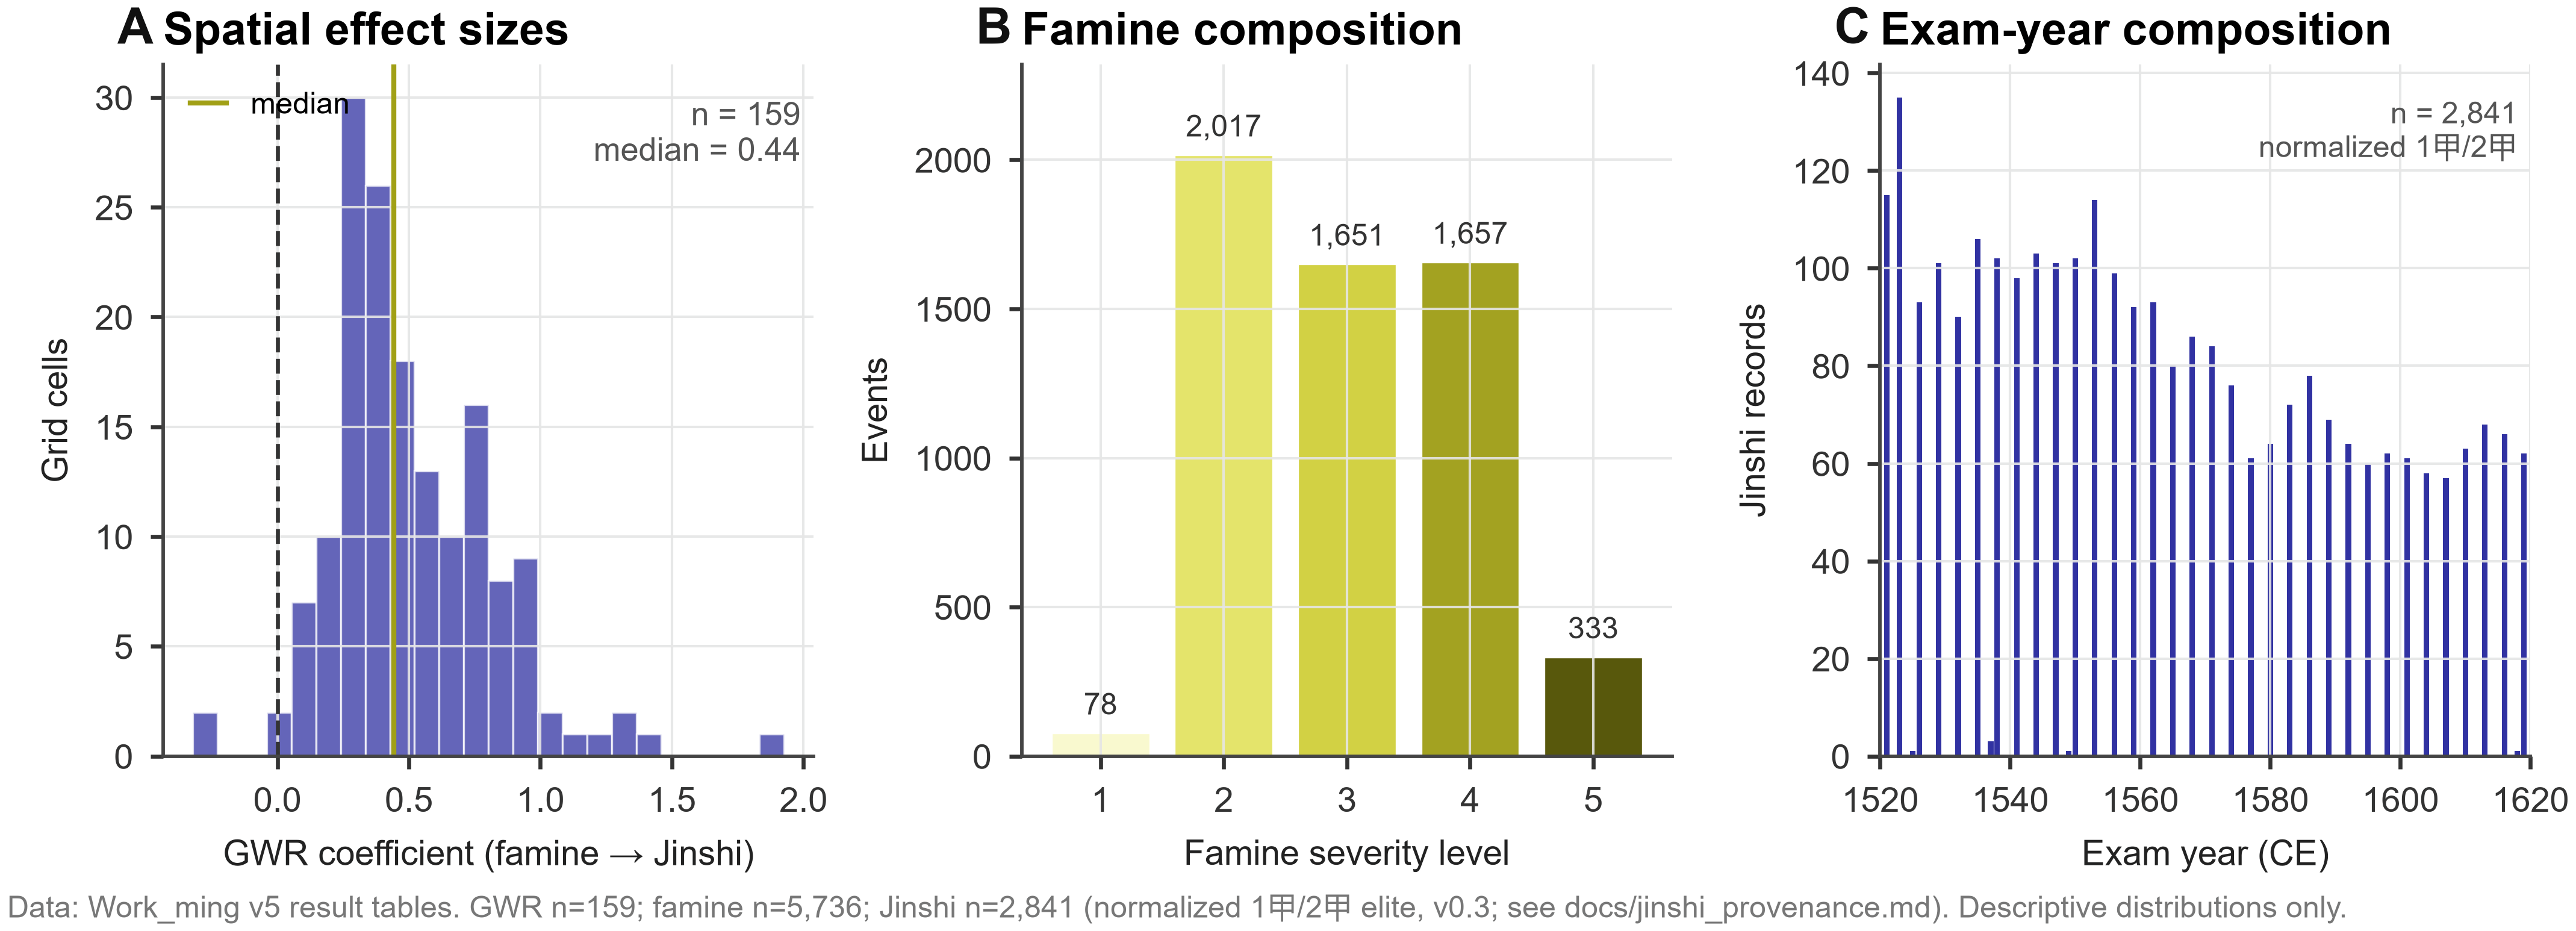 A Spatial effect sizes
median
n = 159
median = 0.44
30
25
20
15
10
5
0
Grid cells
0.0 0.5 1.0 1.5 2.0
GWR coefficient (famine → Jinshi)
B Famine composition
2000
1500
1000
500
0
Events
78
2,017
1,651
1,657
333
1 2 3 4 5
Famine severity level
C Exam-year composition
n = 2,841
normalized 1甲/2甲
140
120
100
80
60
40
20
0
Jinshi records
1520 1540 1560 1580 1600 1620
Exam year (CE)
Data: Work_ming v5 result tables. GWR n=159; famine n=5,736; Jinshi n=2,841 (normalized 1甲/2甲 elite, v0.3; see docs/jinshi_provenance.md). Descriptive distributions only.